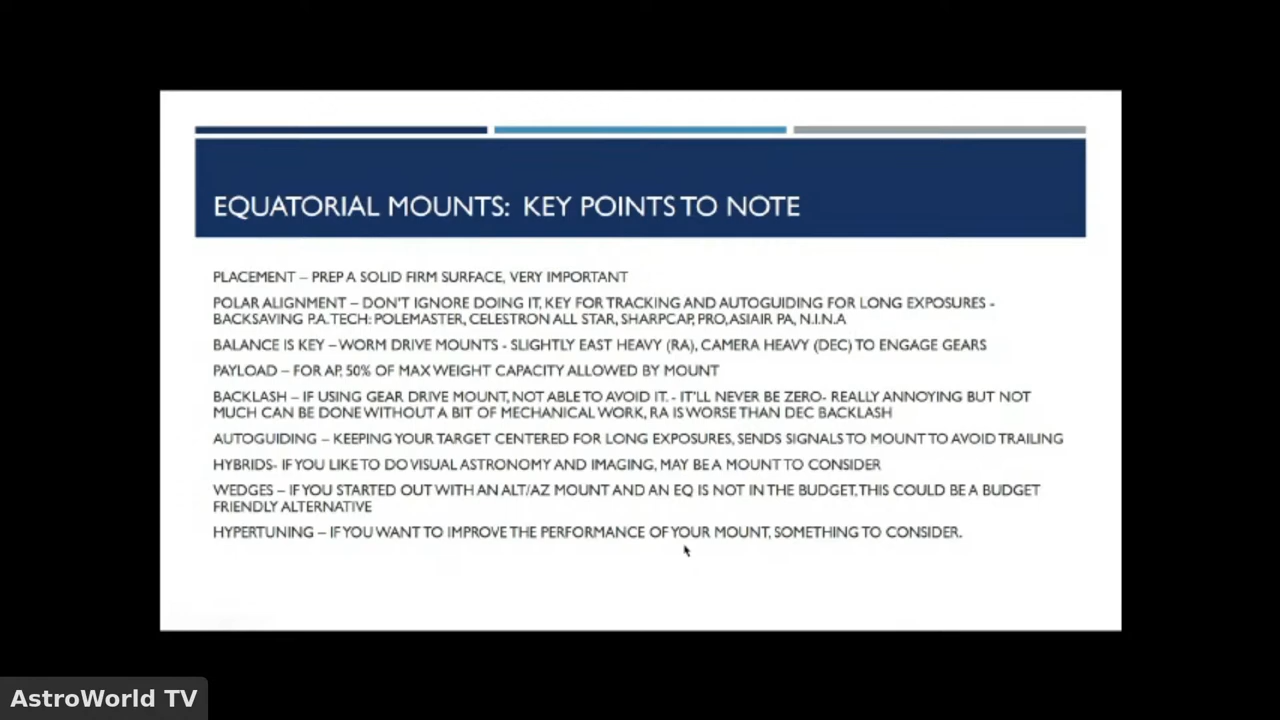 EQUATORIAL MOUNTS: KEY POINTS TO NOTE
PLACEMENT – PREP A SOLID FIRM SURFACE, VERY IMPORTANT
POLAR ALIGNMENT – DON'T IGNORE DOING IT, KEY FOR TRACKING AND AUTOGUIDING FOR LONG EXPOSURES -
BACKSAVING P.A. TECH: POLEMASTER, CELESTRON ALL STAR, SHARPCAP, PRO, ASIAIR PA, N.I.N.A
BALANCE IS KEY – WORM DRIVE MOUNTS - SLIGHTLY EAST HEAVY (RA), CAMERA HEAVY (DEC) TO ENGAGE GEARS
PAYLOAD – FOR AP, 50% OF MAX WEIGHT CAPACITY ALLOWED BY MOUNT
BACKLASH – IF USING GEAR DRIVE MOUNT, NOT ABLE TO AVOID IT. - IT'LL NEVER BE ZERO- REALLY ANNOYING BUT NOT
MUCH CAN BE DONE WITHOUT A BIT OF MECHANICAL WORK, RA IS WORSE THAN DEC BACKLASH
AUTOGUIDING – KEEPING YOUR TARGET CENTERED FOR LONG EXPOSURES, SENDS SIGNALS TO MOUNT TO AVOID TRAILING
HYBRIDS- IF YOU LIKE TO DO VISUAL ASTRONOMY AND IMAGING, MAY BE A MOUNT TO CONSIDER
WEDGES – IF YOU STARTED OUT WITH AN ALT/AZ MOUNT AND AN EQ IS NOT IN THE BUDGET, THIS COULD BE A BUDGET
FRIENDLY ALTERNATIVE
HYPERTUNING – IF YOU WANT TO IMPROVE THE PERFORMANCE OF YOUR MOUNT, SOMETHING TO CONSIDER.
AstroWorld TV